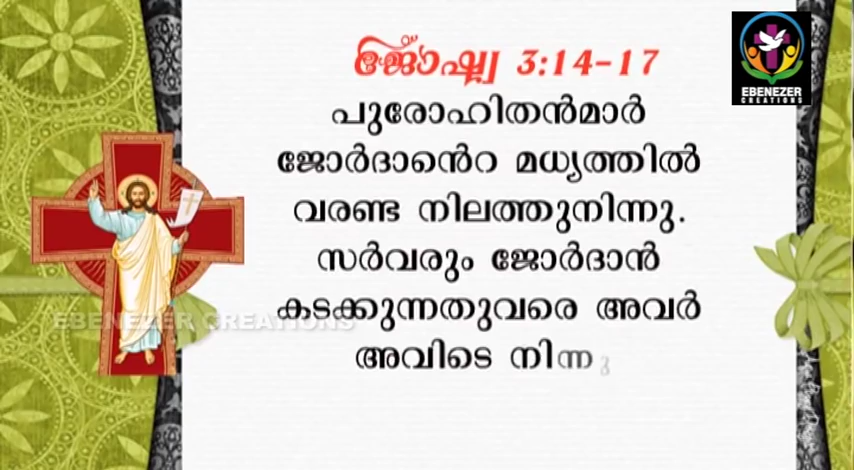 ജോഷ്വ 3:14-17
പുരോഹിതൻമാർ
ജോർദാൻെറ മധ്യത്തിൽ
വരണ്ട നിലത്തുനിന്നു.
സർവരും ജോർദാൻ
കടക്കുന്നതുവരെ അവർ
അവിടെ നിന്നു
EBENEZER
CREATIONS
EBENEZER CREATIONS